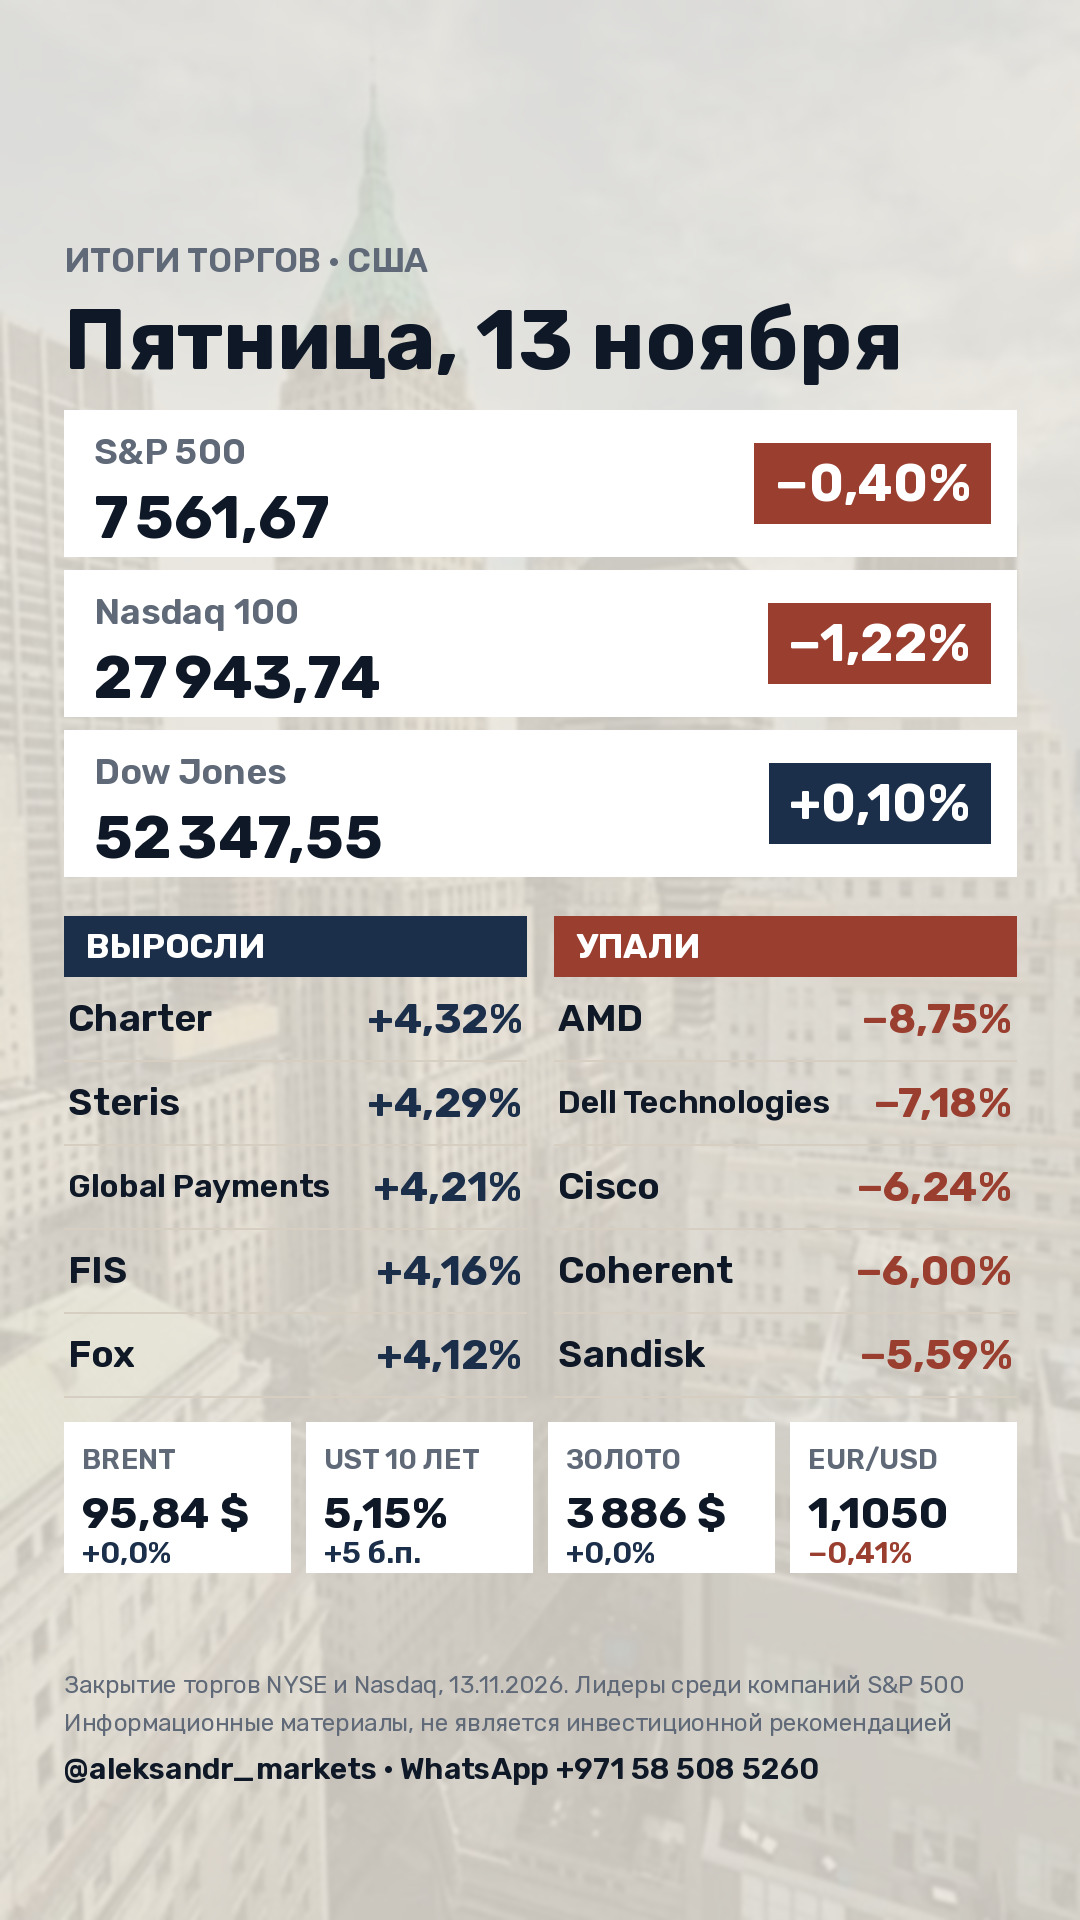 ИТОГИ ТОРГОВ • США
Пятница, 13 ноября
S&P 500
7 561,67
−0,40%
Nasdaq 100
27 943,74
−1,22%
Dow Jones
52 347,55
+0,10%
ВЫРОСЛИ
Charter +4,32%
Steris +4,29%
Global Payments +4,21%
FIS +4,16%
Fox +4,12%
УПАЛИ
AMD −8,75%
Dell Technologies −7,18%
Cisco −6,24%
Coherent −6,00%
Sandisk −5,59%
BRENT
95,84 $
+0,0%
UST 10 ЛЕТ
5,15%
+5 б.п.
ЗОЛОТО
3 886 $
+0,0%
EUR/USD
1,1050
−0,41%
Закрытие торгов NYSE и Nasdaq, 13.11.2026. Лидеры среди компаний S&P 500
Информационные материалы, не является инвестиционной рекомендацией
@aleksandr_markets • WhatsApp +971 58 508 5260